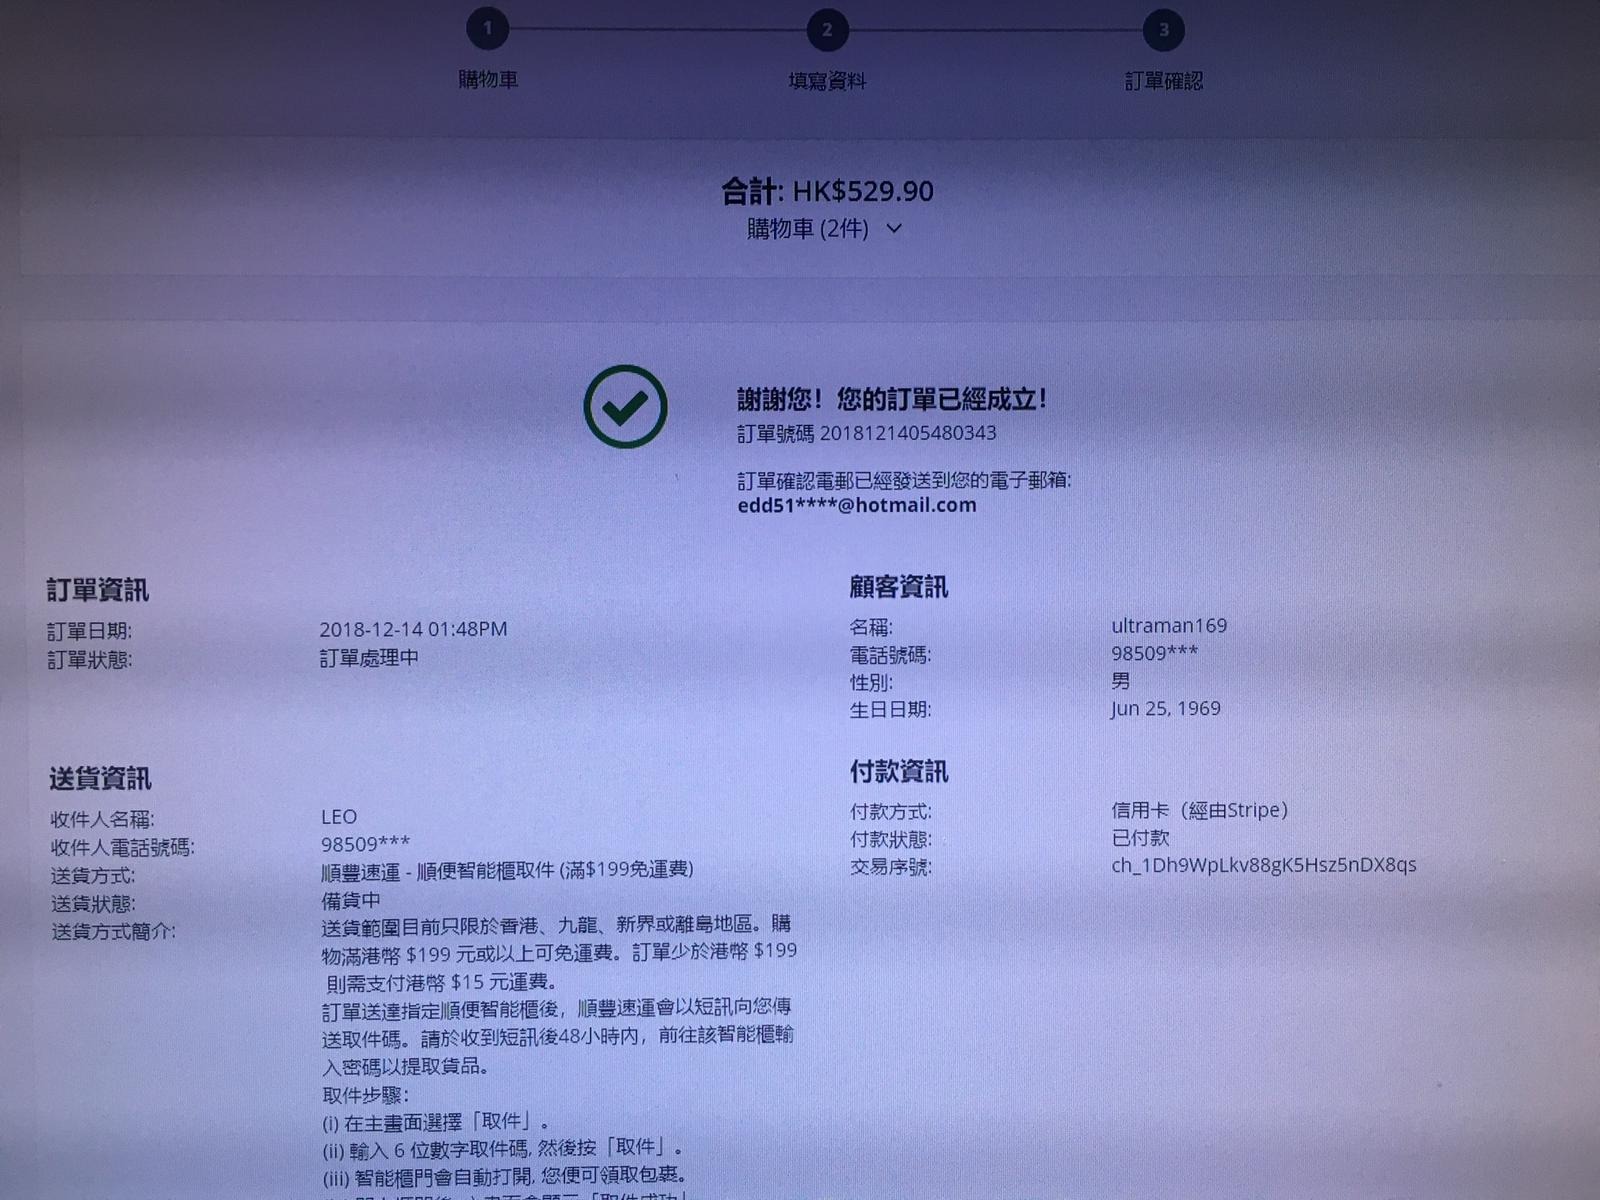 1
2
3
購物車
填寫資料
訂單確認
合計: HK$529.90
購物車 (2件)
謝謝您！您的訂單已經成立！
訂單號碼 2018121405480343
訂單確認電郵已經發送到您的電子郵箱:
edd51****@hotmail.com
訂單資訊
訂單日期: 2018-12-14 01:48PM
訂單狀態: 訂單處理中
顧客資訊
名稱: ultraman169
電話號碼: 98509***
性別: 男
生日日期: Jun 25, 1969
送貨資訊
收件人名稱: LEO
收件人電話號碼: 98509***
送貨方式: 順豐速運 - 順便智能櫃取件 (滿$199免運費)
送貨狀態: 備貨中
送貨方式簡介: 送貨範圍目前只限於香港、九龍、新界或離島地區。購
物滿港幣 $199 元或以上可免運費。訂單少於港幣 $199
則需支付港幣 $15 元運費。
訂單送達指定順便智能櫃後，順豐速運會以短訊向您傳
送取件碼。請於收到短訊後48小時內，前往該智能櫃輸
入密碼以提取貨品。
取件步驟:
(i) 在主畫面選擇「取件」。
(ii) 輸入 6 位數字取件碼, 然後按「取件」。
(iii) 智能櫃門會自動打開, 您便可領取包裹。
付款資訊
付款方式: 信用卡（經由Stripe）
付款狀態: 已付款
交易序號: ch_1Dh9WpLkv88gK5Hsz5nDX8qs